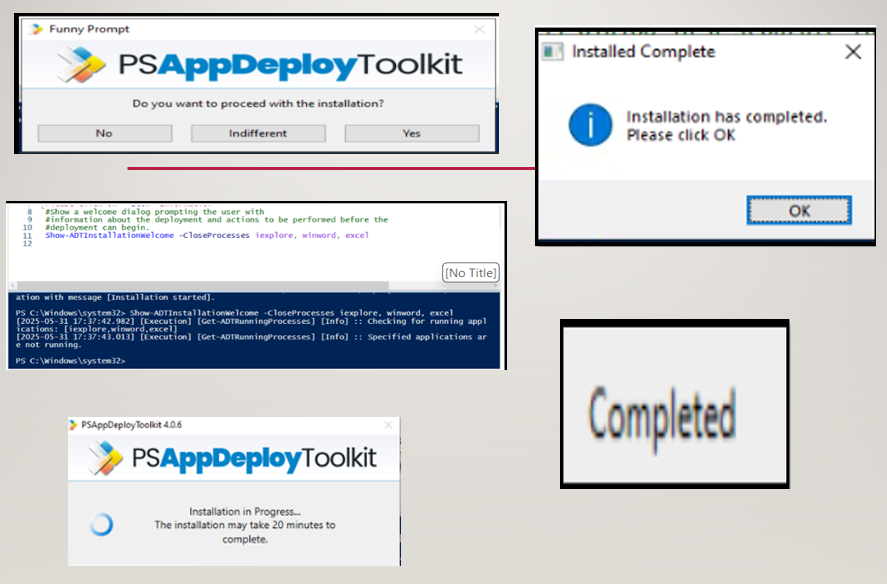 Funny Prompt
PSAppDeployToolkit
Do you want to proceed with the installation?
No
Indifferent
Yes
Installed Complete
Installation has completed.
Please click OK
OK
8 #Show a welcome dialog prompting the user with
9 #information about the deployment and actions to be performed before the
10 #deployment can begin.
11 Show-ADTInstallationWelcome -CloseProcesses iexplore, winword, excel
12
[No Title]
ation with message [Installation started].
PS C:\Windows\system32> Show-ADTInstallationWelcome -CloseProcesses iexplore, winword, excel
[2025-05-31 17:37:42.982] [Execution] [Get-ADTRunningProcesses] [Info] :: Checking for running appl
ications: [iexplore,winword,excel]
[2025-05-31 17:37:43.013] [Execution] [Get-ADTRunningProcesses] [Info] :: Specified applications ar
e not running.
PS C:\Windows\system32>
Completed
PSAppDeployToolkit 4.0.6
PSAppDeployToolkit
Installation in Progress...
The installation may take 20 minutes to
complete.